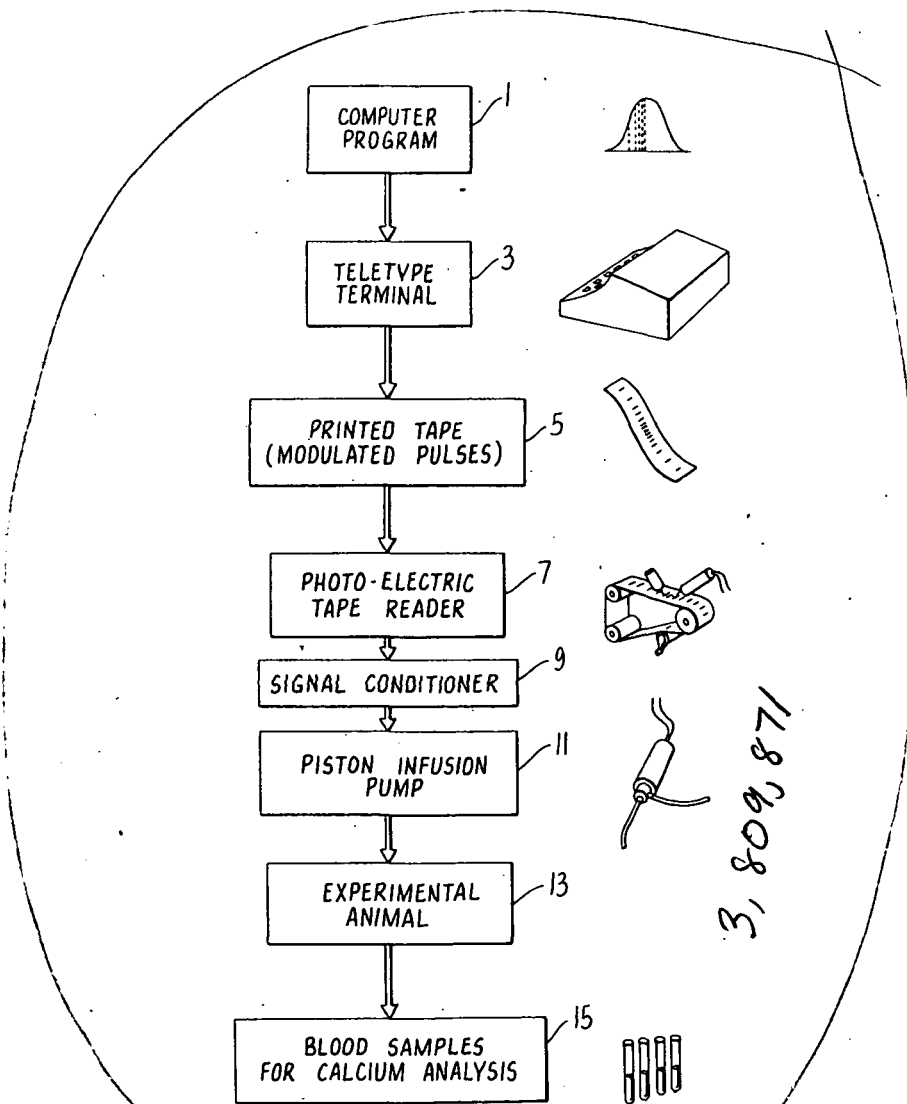 COMPUTER
PROGRAM
1
TELETYPE
TERMINAL
3
PRINTED TAPE
(MODULATED PULSES)
5
PHOTO-ELECTRIC
TAPE READER
7
SIGNAL CONDITIONER
9
PISTON INFUSION
PUMP
11
EXPERIMENTAL
ANIMAL
13
BLOOD SAMPLES
FOR CALCIUM ANALYSIS
15
3,809,871